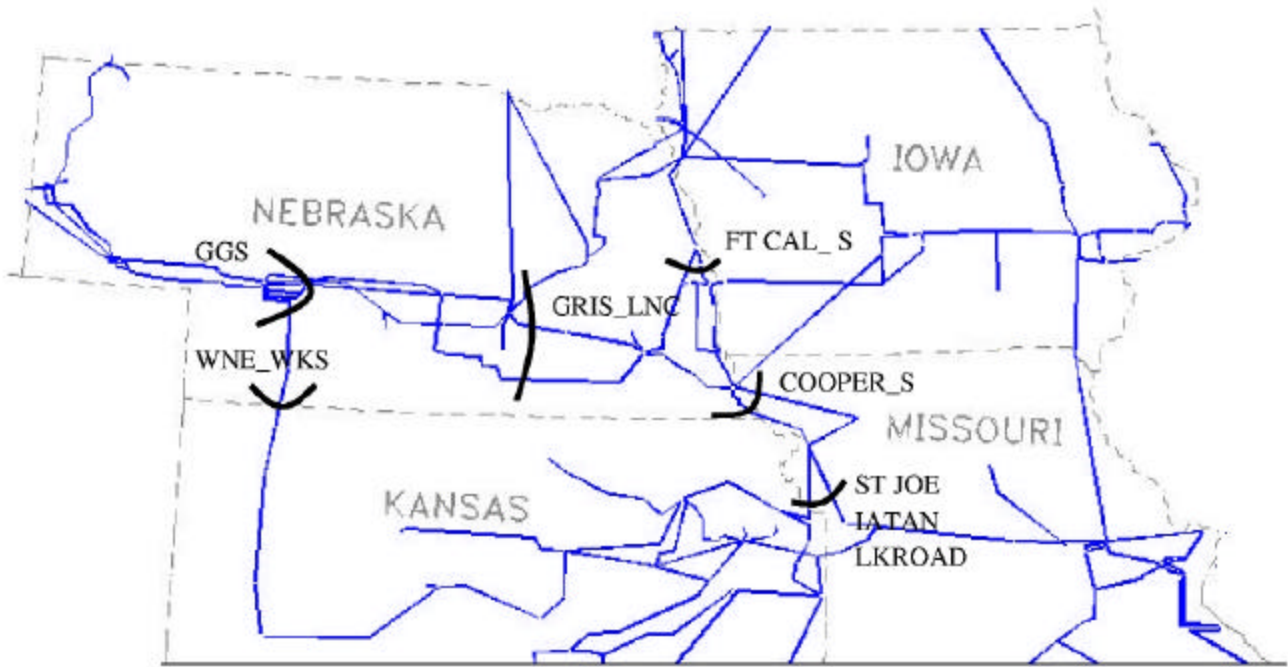 IOWA
NEBRASKA
GGS
FT CAL_ S
GRIS_LNC
WNE_WKS
COOPER_S
MISSOURI
KANSAS
ST JOE
IATAN
LKROAD